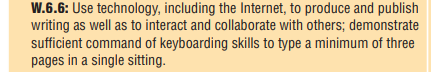 W.6.6: Use technology, including the Internet, to produce and publish
writing as well as to interact and collaborate with others; demonstrate
sufficient command of keyboarding skills to type a minimum of three
pages in a single sitting.